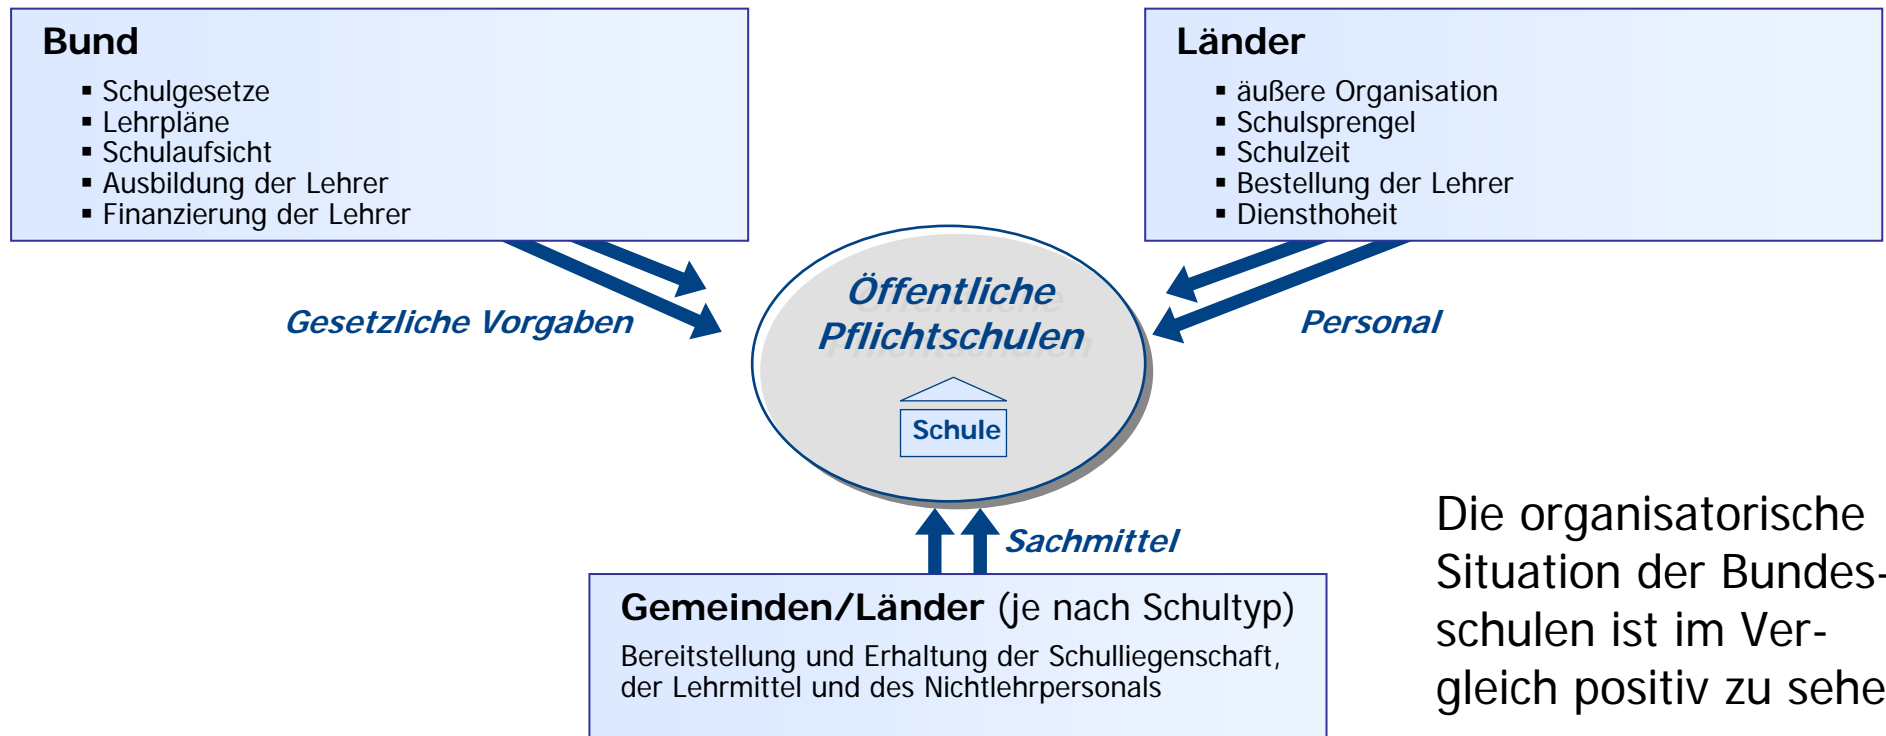 Bund
▪ Schulgesetze
▪ Lehrpläne
▪ Schulaufsicht
▪ Ausbildung der Lehrer
▪ Finanzierung der Lehrer
Länder
▪ äußere Organisation
▪ Schulsprengel
▪ Schulzeit
▪ Bestellung der Lehrer
▪ Diensthoheit
Gesetzliche Vorgaben
Öffentliche
Pflichtschulen
Schule
Personal
Sachmittel
Gemeinden/Länder (je nach Schultyp)
Bereitstellung und Erhaltung der Schulliegenschaft,
der Lehrmittel und des Nichtlehrpersonals
Die organisatorische
Situation der Bundes-
schulen ist im Ver-
gleich positiv zu sehe